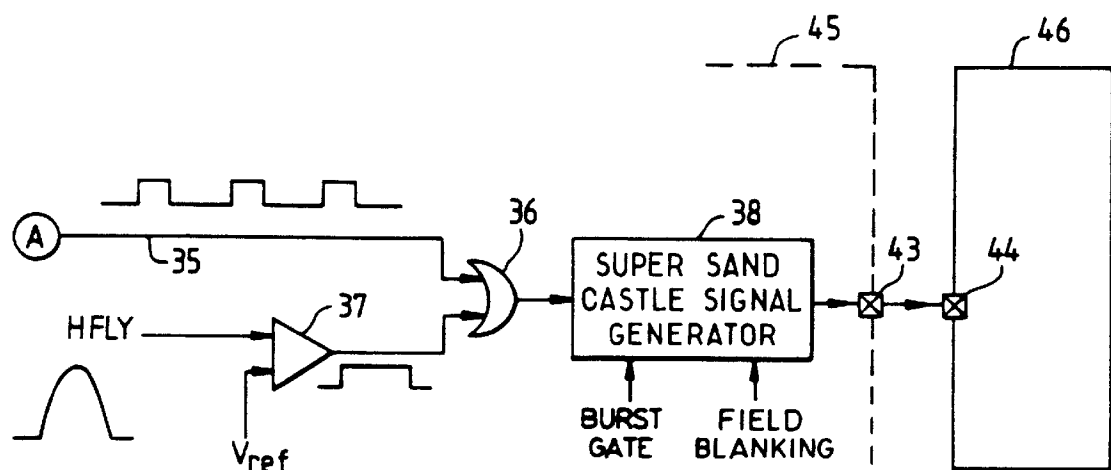 45
46
A
35
36
38
SUPER SAND
CASTLE SIGNAL
GENERATOR
43
44
HFLY
37
Vref
BURST
GATE
FIELD
BLANKING